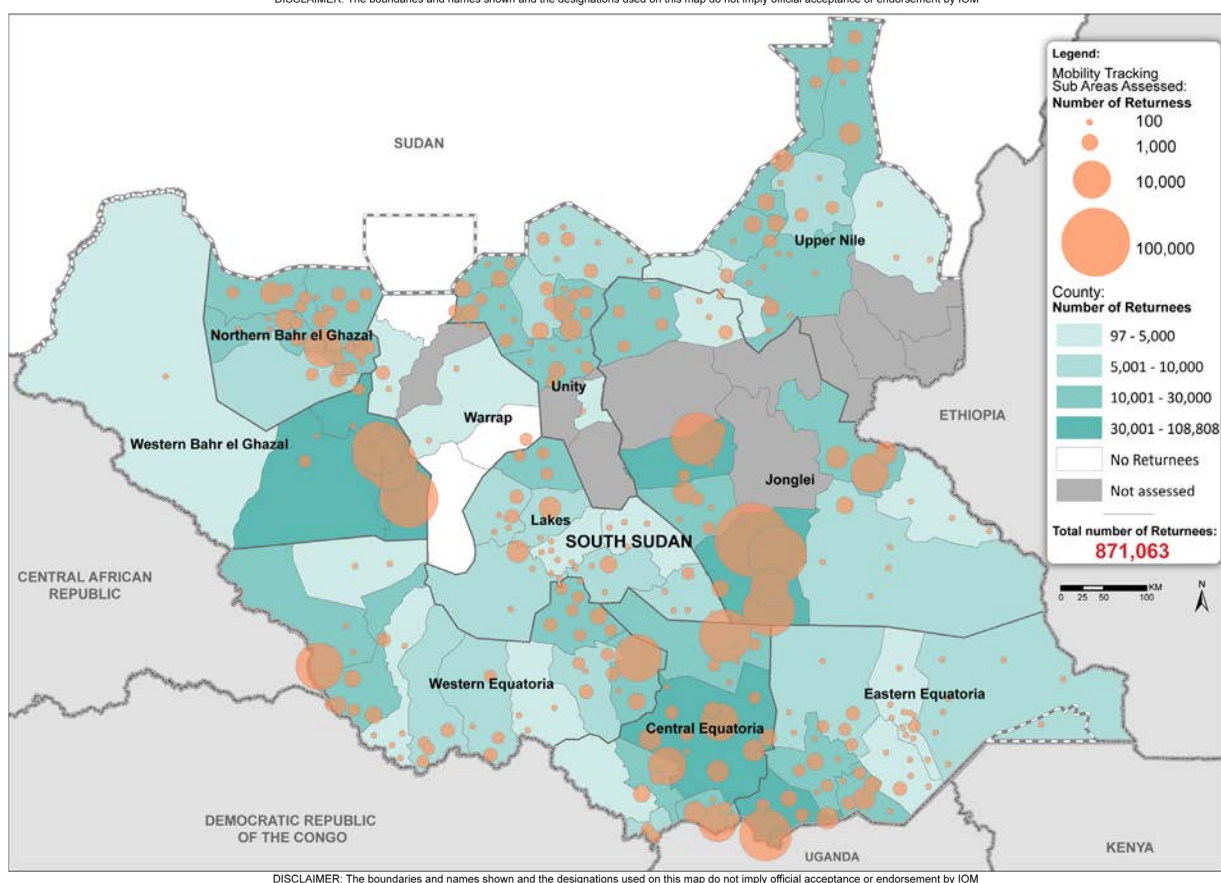 DISCLAIMER: The boundaries and names shown and the designations used on this map do not imply official acceptance or endorsement by IOM
Legend:
Mobility Tracking
Sub Areas Assessed:
Number of Returness
100
1,000
10,000
100,000
County:
Number of Returnees
97 - 5,000
5,001 - 10,000
10,001 - 30,000
30,001 - 108,808
No Returnees
Not assessed
Total number of Returnees:
871,063
KM
0 25 50 100
N
SUDAN
Upper Nile
Northern Bahr el Ghazal
Unity
Warrap
ETHIOPIA
Western Bahr el Ghazal
Jonglei
Lakes
SOUTH SUDAN
CENTRAL AFRICAN
REPUBLIC
Western Equatoria
Eastern Equatoria
Central Equatoria
DEMOCRATIC REPUBLIC
OF THE CONGO
UGANDA
KENYA
DISCLAIMER: The boundaries and names shown and the designations used on this map do not imply official acceptance or endorsement by IOM